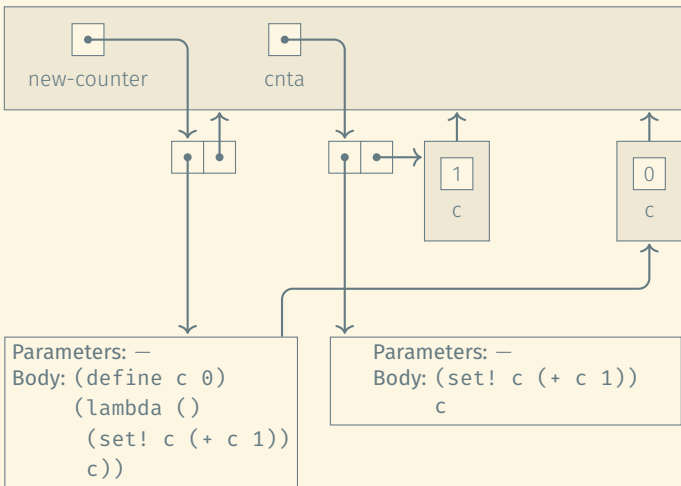 new-counter
cnta
1
c
0
c
Parameters: —
Body: (define c 0)
(lambda ()
(set! c (+ c 1))
c))
Parameters: —
Body: (set! c (+ c 1))
c